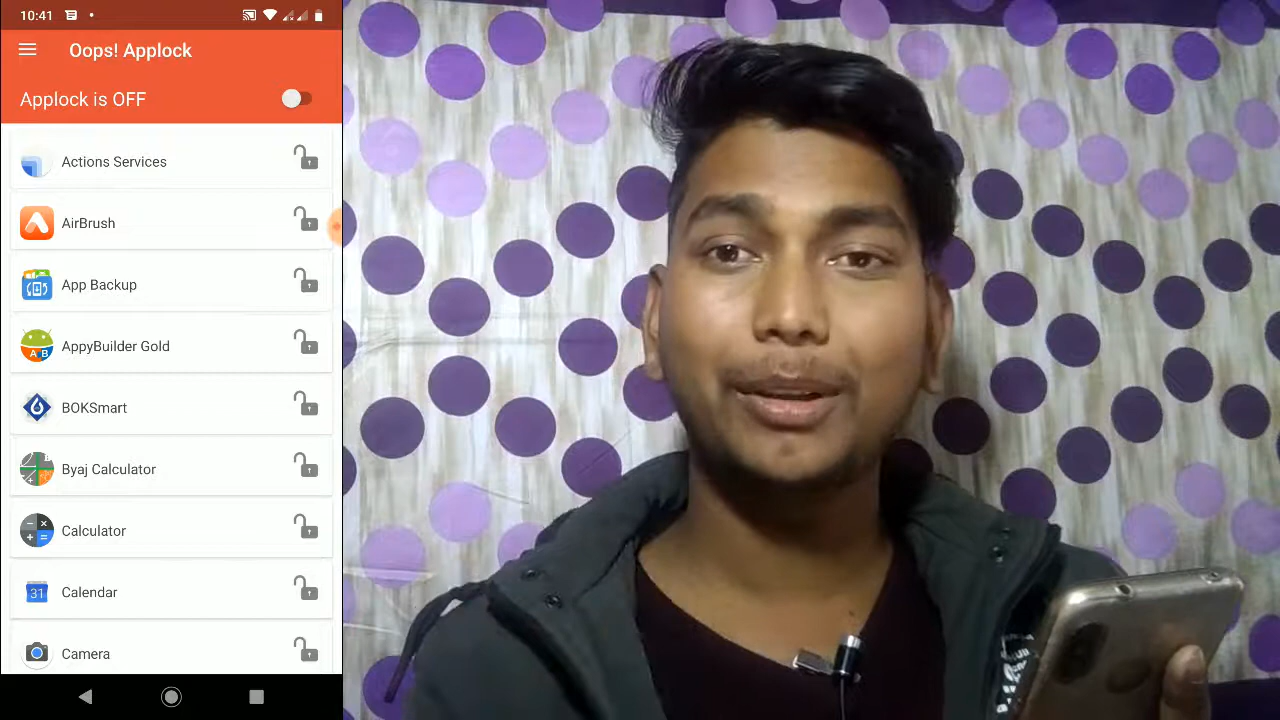 10:41
Oops! Applock
Applock is OFF
Actions Services
AirBrush
App Backup
AppyBuilder Gold
A B
BOKSmart
Byaj Calculator
Calculator
31 Calendar
Camera